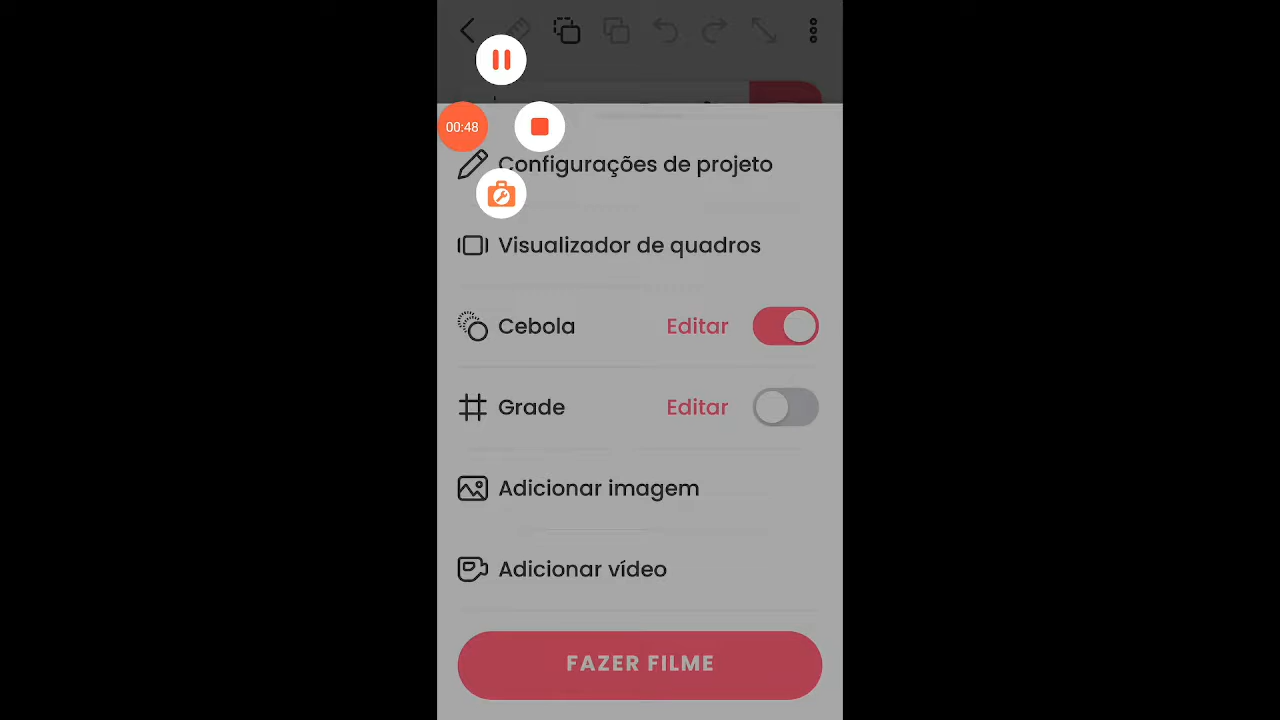 00:48
Configurações de projeto
Visualizador de quadros
Cebola Editar
Grade Editar
Adicionar imagem
Adicionar vídeo
FAZER FILME